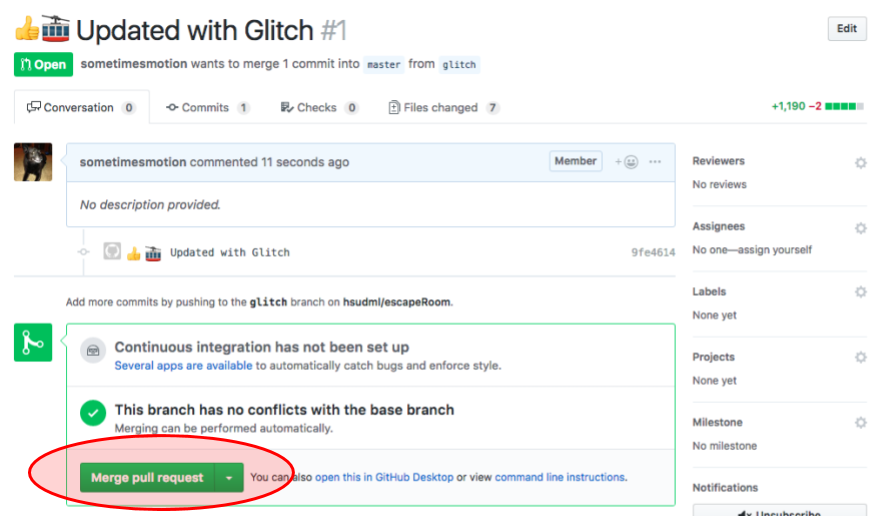 👍🚡 Updated with Glitch #1
Edit
Open sometimesmotion wants to merge 1 commit into master from glitch
Conversation 0 Commits 1 Checks 0 Files changed 7
+1,190 −2
sometimesmotion commented 11 seconds ago
Member
No description provided.
👍🚡 Updated with Glitch 9fe4614
Add more commits by pushing to the glitch branch on hsudml/escapeRoom.
Continuous integration has not been set up
Several apps are available to automatically catch bugs and enforce style.
This branch has no conflicts with the base branch
Merging can be performed automatically.
Merge pull request
You can also open this in GitHub Desktop or view command line instructions.
Reviewers
No reviews
Assignees
No one—assign yourself
Labels
None yet
Projects
None yet
Milestone
No milestone
Notifications
Unsubscribe